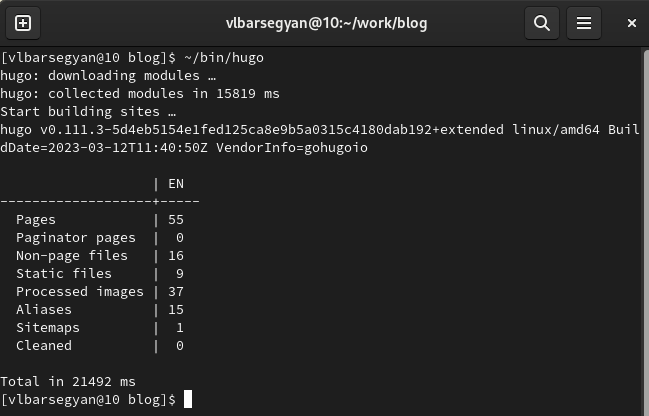 vlbarsegyan@10:~/work/blog
[vlbarsegyan@10 blog]$ ~/bin/hugo
hugo: downloading modules …
hugo: collected modules in 15819 ms
Start building sites …
hugo v0.111.3-5d4eb5154e1fed125ca8e9b5a0315c4180dab192+extended linux/amd64 Buil
dDate=2023-03-12T11:40:50Z VendorInfo=gohugoio
| EN
-------------------+-----
Pages | 55
Paginator pages | 0
Non-page files | 16
Static files | 9
Processed images | 37
Aliases | 15
Sitemaps | 1
Cleaned | 0
Total in 21492 ms
[vlbarsegyan@10 blog]$